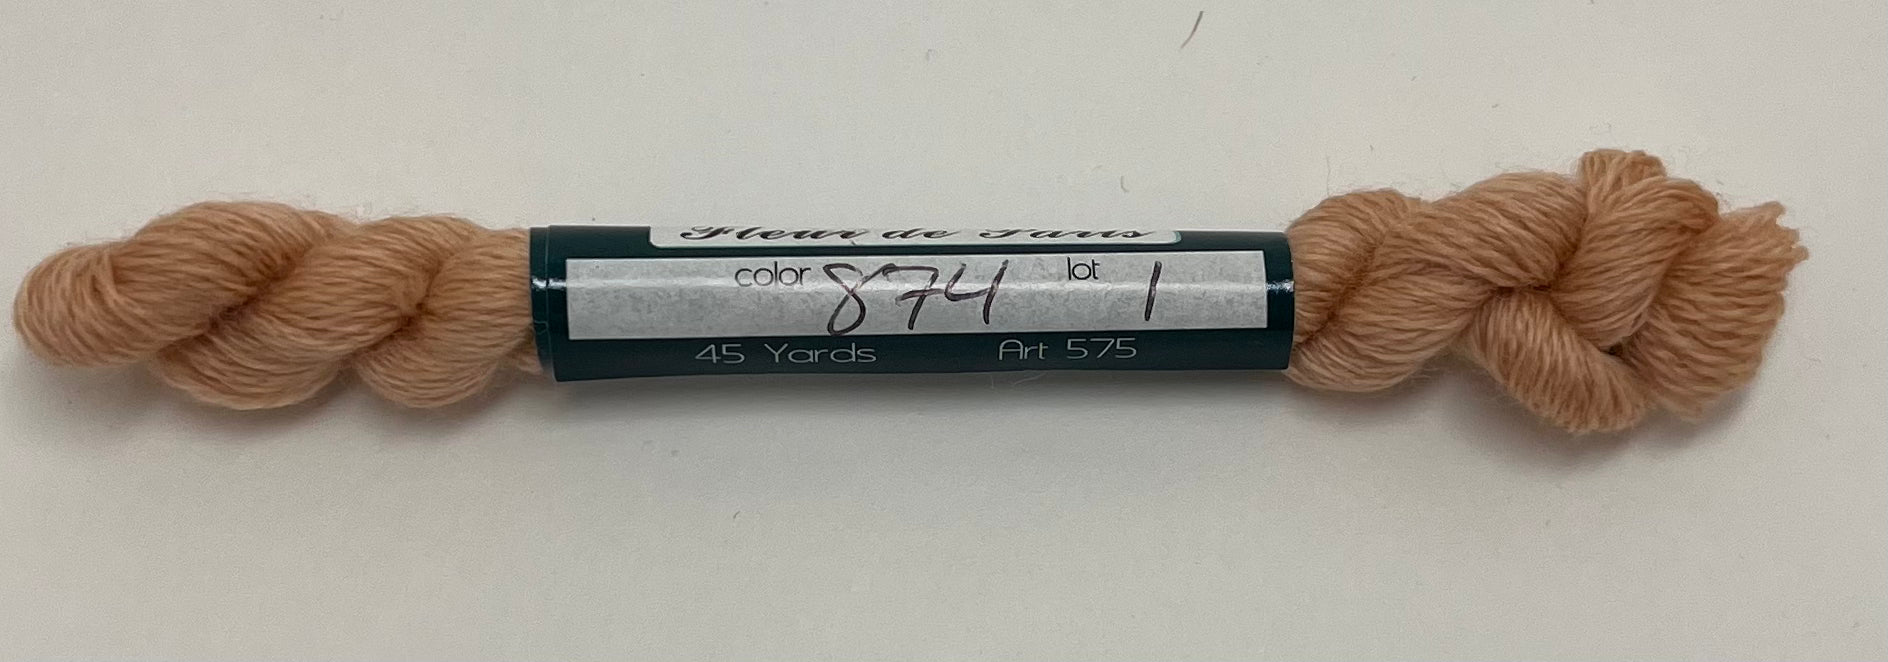 Fleur de Paris
color 874 lot 1
45 Yards Art 575